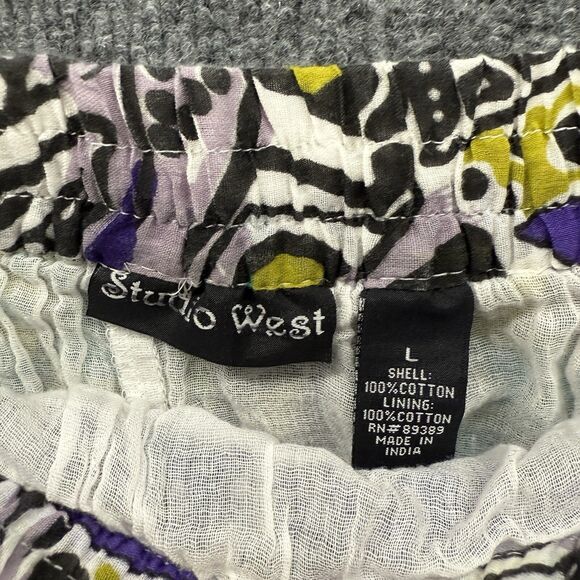 Studio West
L
SHELL:
100%COTTON
LINING:
100%COTTON
RN#89389
MADE IN
INDIA